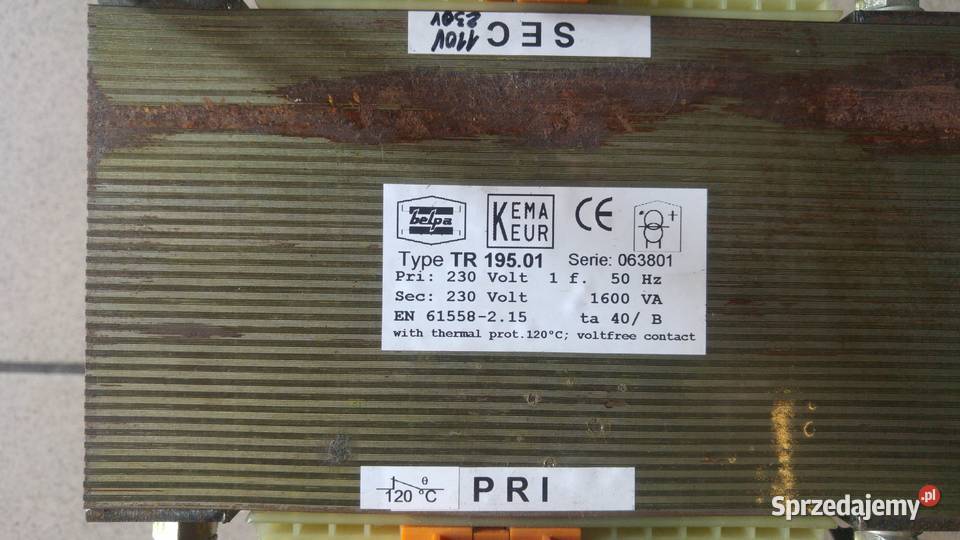 SEC
110V
230V
belpa
KEMA
KEUR
CE
Type TR 195.01 Serie: 063801
Pri: 230 Volt 1 f. 50 Hz
Sec: 230 Volt 1600 VA
EN 61558-2.15 ta 40/ B
with thermal prot.120°C; voltfree contact
θ
120 °C
PRI
Sprzedajemy.pl